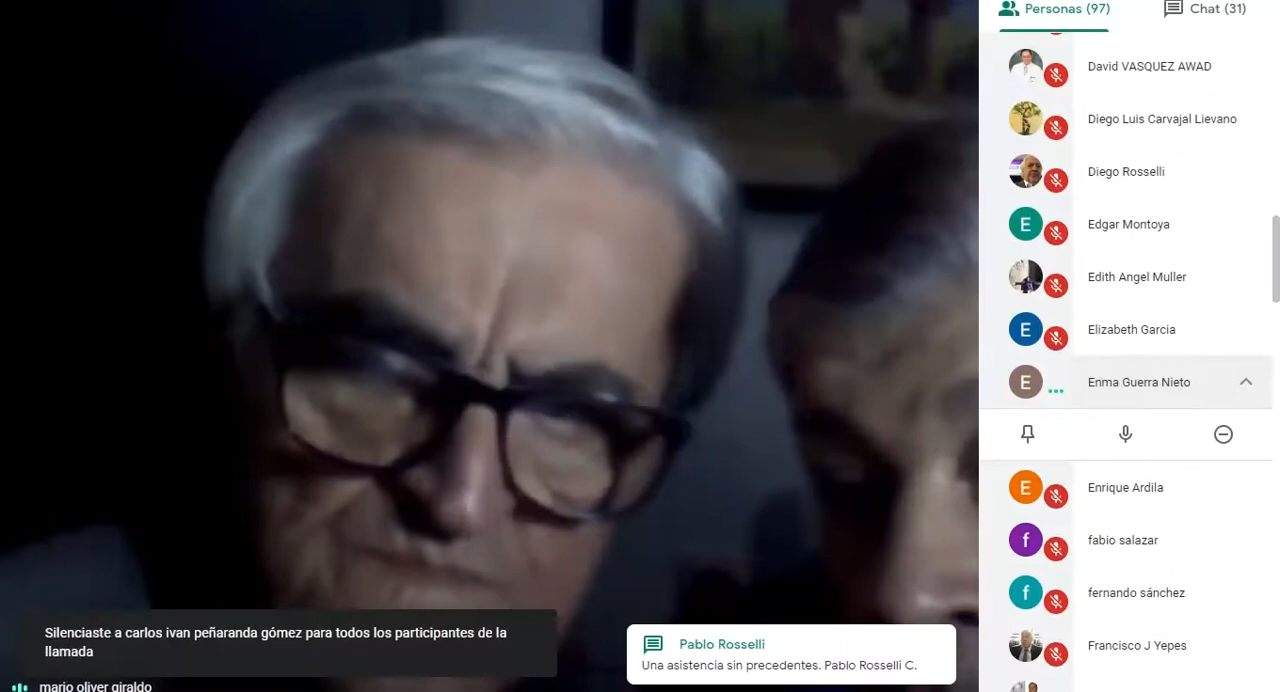 Personas (97)
Chat (31)
David VASQUEZ AWAD
Diego Luis Carvajal Lievano
Diego Rosselli
E
Edgar Montoya
Edith Angel Muller
E
Elizabeth Garcia
E
Enma Guerra Nieto
E
Enrique Ardila
f
fabio salazar
f
fernando sánchez
Francisco J Yepes
Silenciaste a carlos ivan peñaranda gómez para todos los participantes de la
llamada
Pablo Rosselli
Una asistencia sin precedentes. Pablo Rosselli C.
mario oliver giraldo